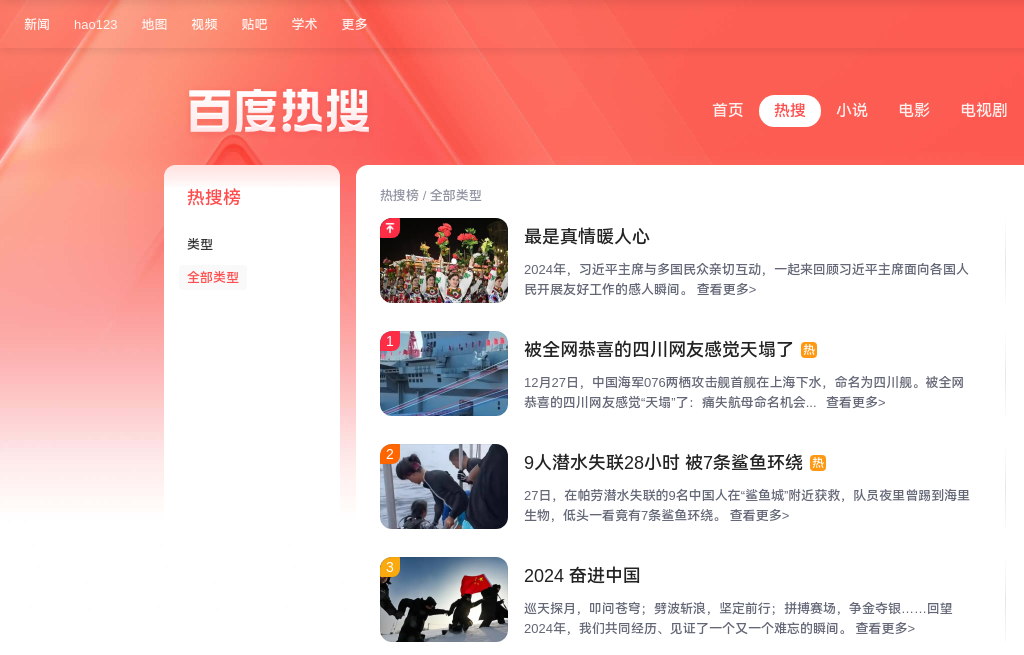 新闻 hao123 地图 视频 贴吧 学术 更多
百度热搜
首页 热搜 小说 电影 电视剧
热搜榜
类型
全部类型
热搜榜 / 全部类型
最是真情暖人心
2024年，习近平主席与多国民众亲切互动，一起来回顾习近平主席面向各国人
民开展友好工作的感人瞬间。 查看更多>
1
被全网恭喜的四川网友感觉天塌了 热
12月27日，中国海军076两栖攻击舰首舰在上海下水，命名为四川舰。被全网
恭喜的四川网友感觉“天塌”了：痛失航母命名机会... 查看更多>
2
9人潜水失联28小时 被7条鲨鱼环绕 热
27日，在帕劳潜水失联的9名中国人在“鲨鱼城”附近获救，队员夜里曾踢到海里
生物，低头一看竟有7条鲨鱼环绕。 查看更多>
3
2024 奋进中国
巡天探月，叩问苍穹；劈波斩浪，坚定前行；拼搏赛场，争金夺银……回望
2024年，我们共同经历、见证了一个又一个难忘的瞬间。 查看更多>